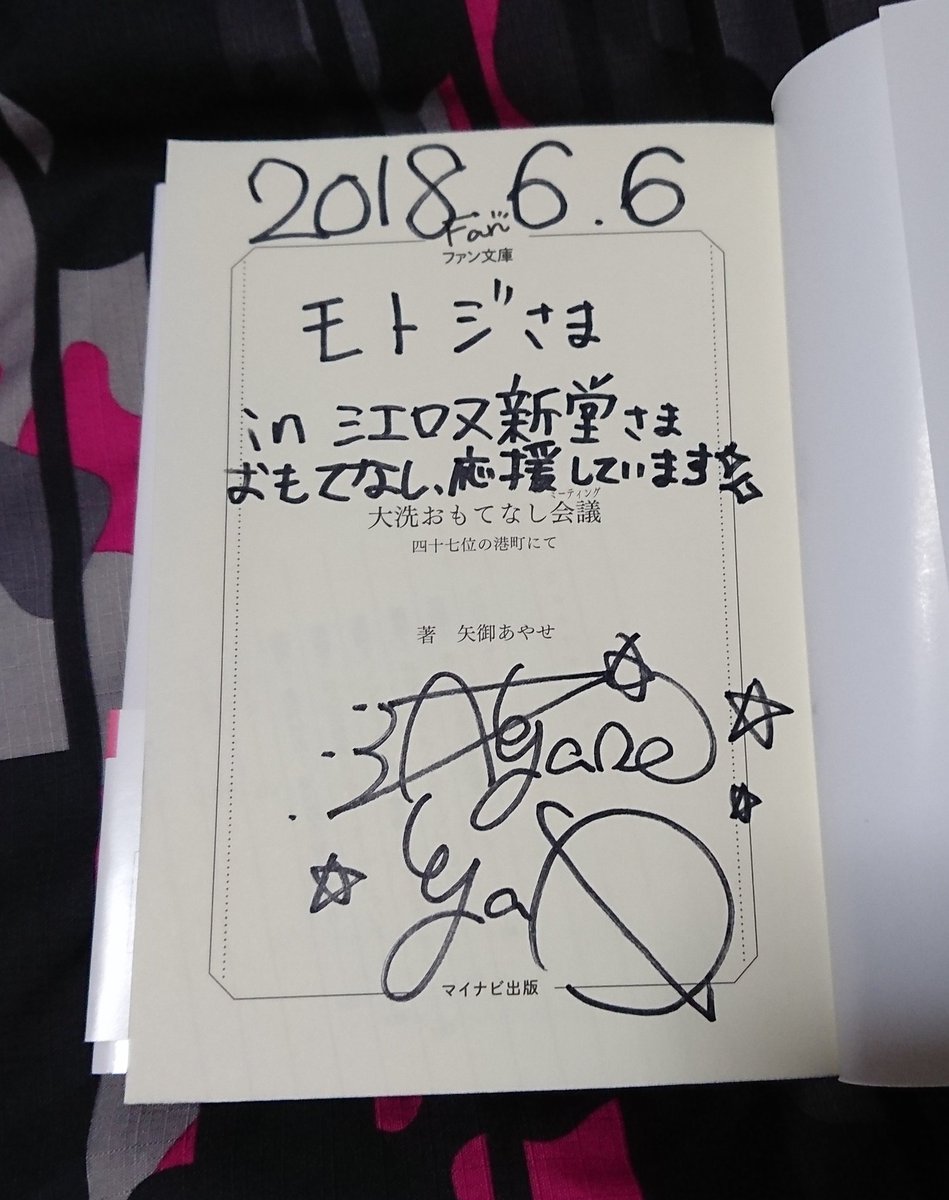 2018.6.6
Fan
ファン文庫
モトジさま
in ミエロヌ新堂さま
おもてなし、応援しています☆
ミーティング
大洗おもてなし会議
四十七位の港町にて
著 矢御あやせ
Ayase
Ya
マイナビ出版